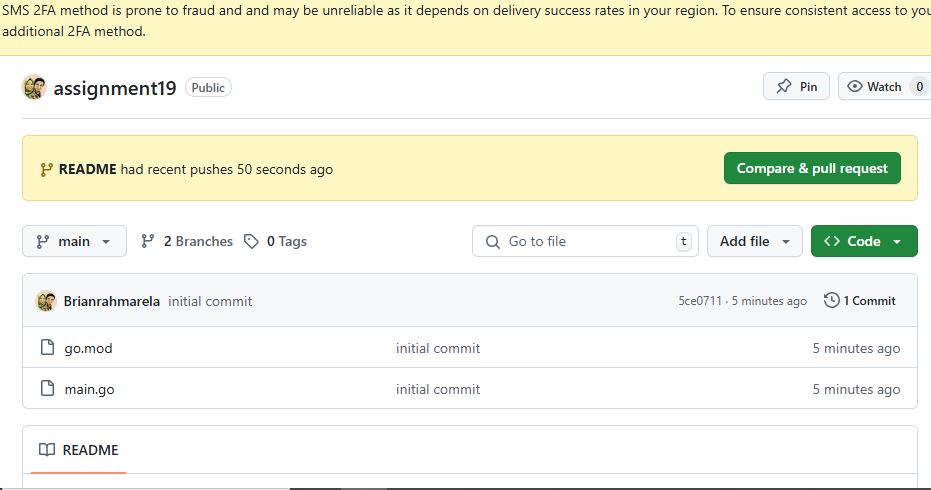 SMS 2FA method is prone to fraud and and may be unreliable as it depends on delivery success rates in your region. To ensure consistent access to you
additional 2FA method.
assignment19 Public Pin Watch 0
README had recent pushes 50 seconds ago Compare & pull request
main 2 Branches 0 Tags Go to file t Add file Code
Brianrahmarela initial commit 5ce0711 · 5 minutes ago 1 Commit
go.mod initial commit 5 minutes ago
main.go initial commit 5 minutes ago
README